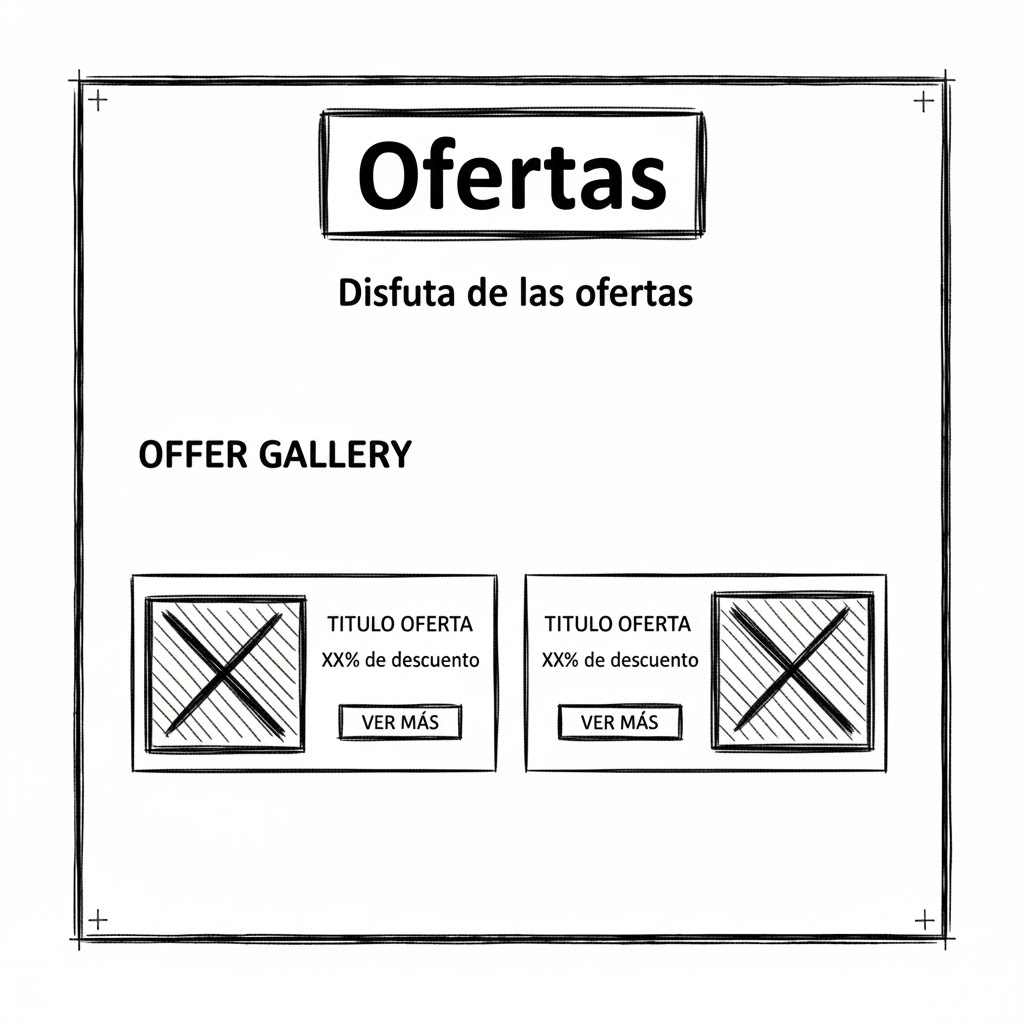 Ofertas
Disfuta de las ofertas
OFFER GALLERY
TITULO OFERTA
XX% de descuento
VER MÁS
TITULO OFERTA
XX% de descuento
VER MÁS